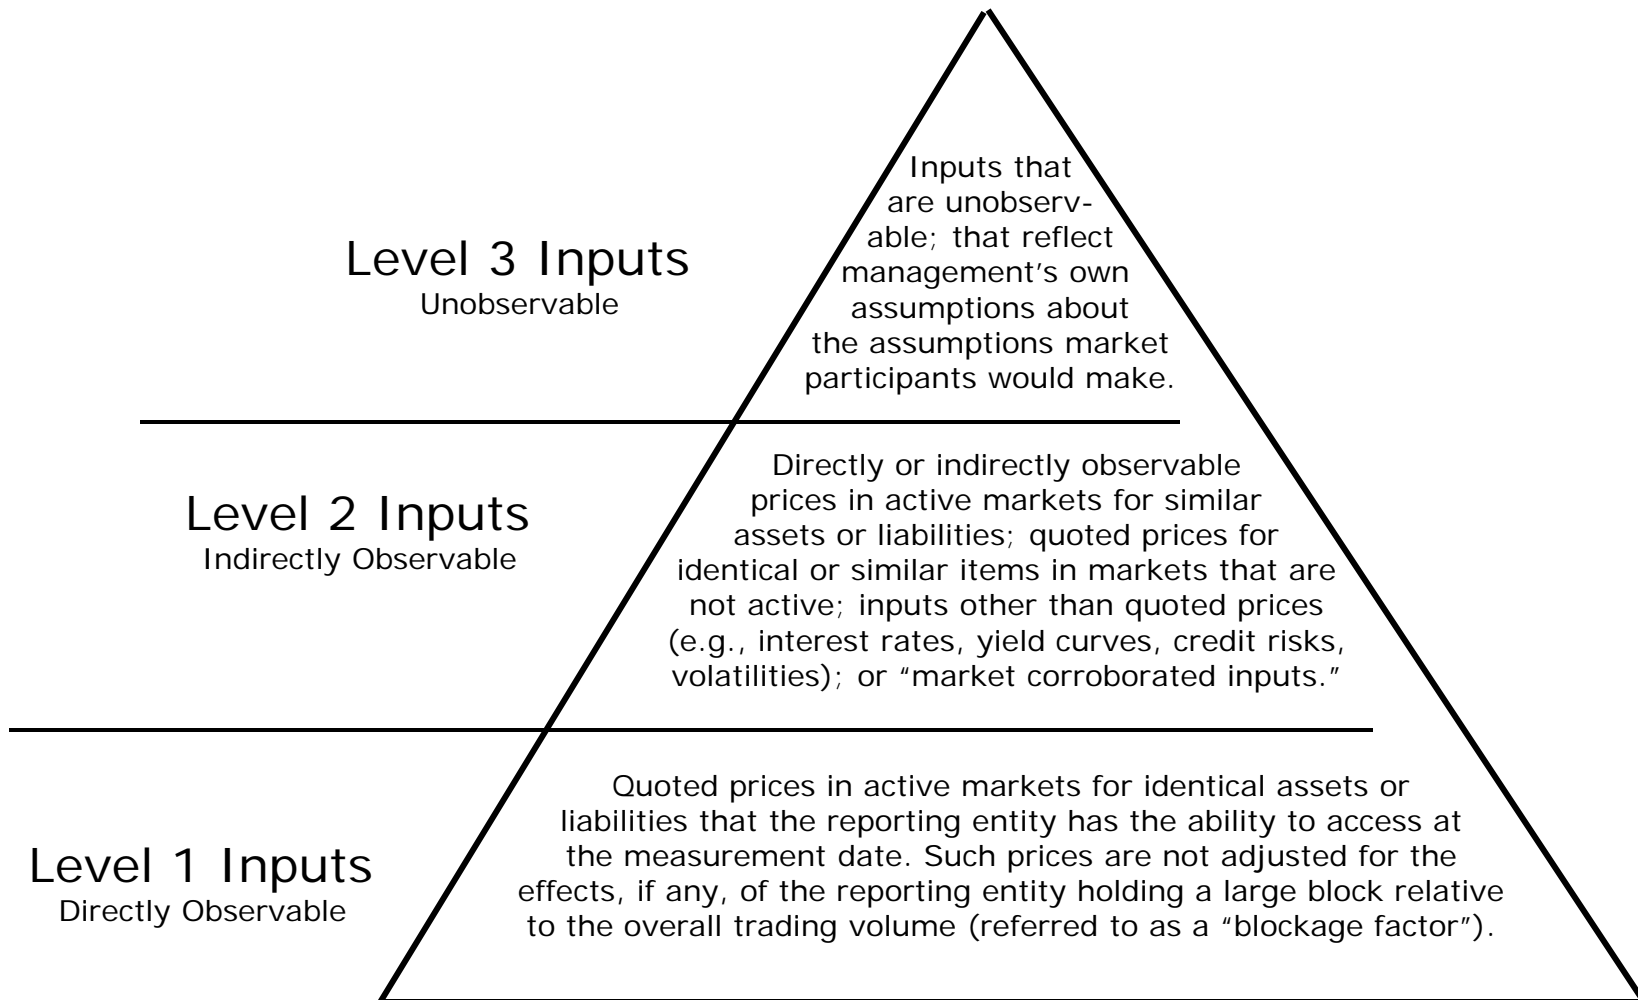 Inputs that
are unobserv-
able; that reflect
management’s own
assumptions about
the assumptions market
participants would make.
Level 3 Inputs
Unobservable
Directly or indirectly observable
prices in active markets for similar
assets or liabilities; quoted prices for
identical or similar items in markets that are
not active; inputs other than quoted prices
(e.g., interest rates, yield curves, credit risks,
volatilities); or “market corroborated inputs.”
Level 2 Inputs
Indirectly Observable
Quoted prices in active markets for identical assets or
liabilities that the reporting entity has the ability to access at
the measurement date. Such prices are not adjusted for the
effects, if any, of the reporting entity holding a large block relative
to the overall trading volume (referred to as a “blockage factor”).
Level 1 Inputs
Directly Observable